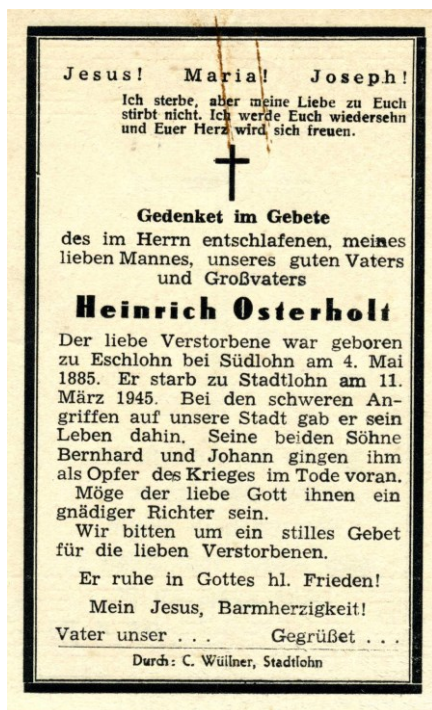 Jesus! Maria! Joseph!
Ich sterbe, aber meine Liebe zu Euch
stirbt nicht. Ich werde Euch wiedersehn
und Euer Herz wird sich freuen.
Gedenket im Gebete
des im Herrn entschlafenen, meines
lieben Mannes, unseres guten Vaters
und Großvaters
Heinrich Osterholt
Der liebe Verstorbene war geboren
zu Eschlohn bei Südlohn am 4. Mai
1885. Er starb zu Stadtlohn am 11.
März 1945. Bei den schweren An-
griffen auf unsere Stadt gab er sein
Leben dahin. Seine beiden Söhne
Bernhard und Johann gingen ihm
als Opfer des Krieges im Tode voran.
Möge der liebe Gott ihnen ein
gnädiger Richter sein.
Wir bitten um ein stilles Gebet
für die lieben Verstorbenen.
Er ruhe in Gottes hl. Frieden!
Mein Jesus, Barmherzigkeit!
Vater unser . . . Gegrüßet . . .
Durch: C. Wüllner, Stadtlohn